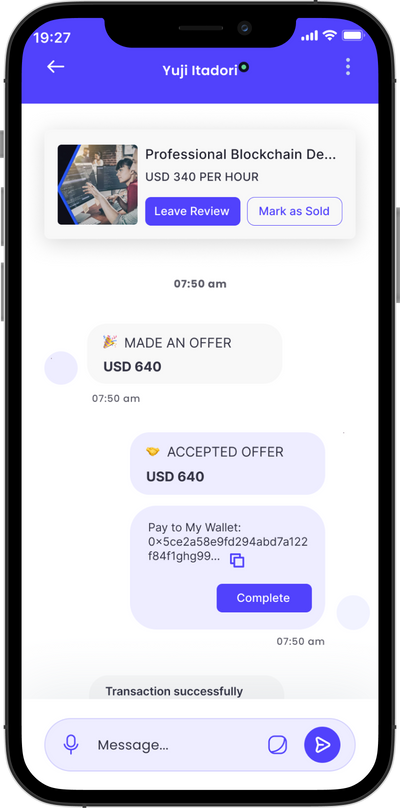 19:27
Yuji Itadori
Professional Blockchain De...
USD 340 PER HOUR
Leave Review
Mark as Sold
07:50 am
MADE AN OFFER
USD 640
07:50 am
ACCEPTED OFFER
USD 640
Pay to My Wallet:
0×5ce2a58e9fd294abd7a122
f84f1ghg99...
Complete
07:50 am
Transaction successfully
Message...